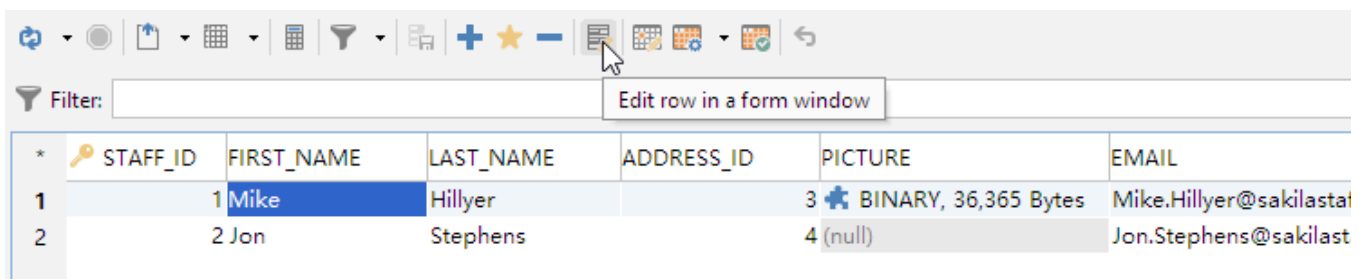 Filter:
Edit row in a form window
* STAFF_ID FIRST_NAME LAST_NAME ADDRESS_ID PICTURE EMAIL
1 1 Mike Hillyer 3 BINARY, 36,365 Bytes Mike.Hillyer@sakilastaf
2 2 Jon Stephens 4 (null) Jon.Stephens@sakilast